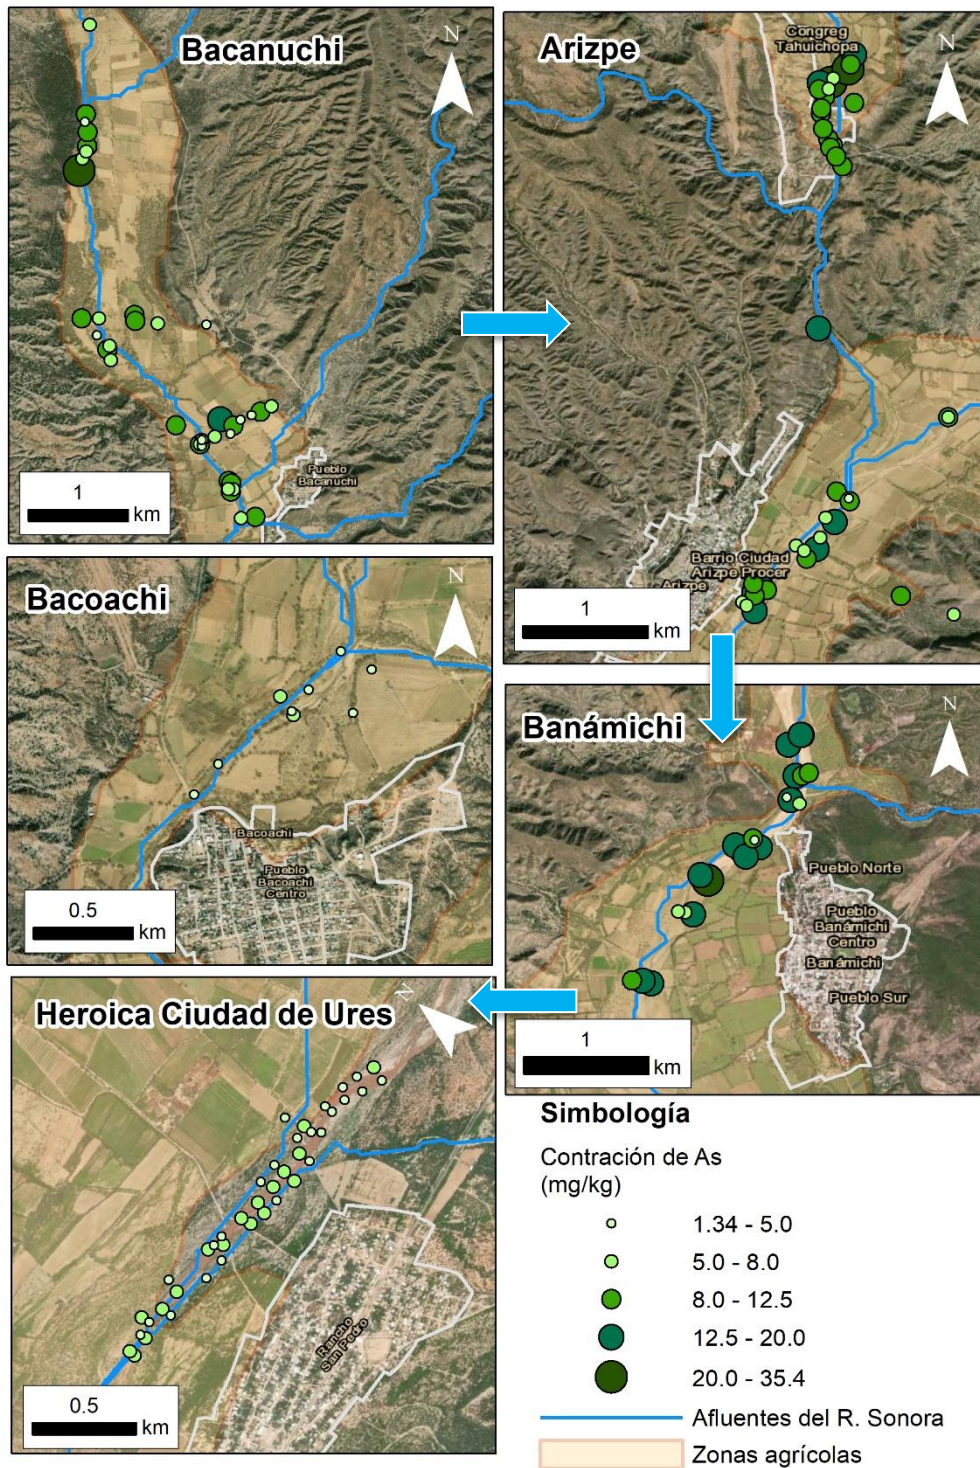 Bacanuchi
N
Pueblo
Bacanuchi
1
km
Arizpe
N
Congreg
Tahuichopa
Barrio Ciudad
Arizpe Procer
Arizpe
1
km
Bacoachi
N
Bacoachi
Pueblo
Bacoachi
Centro
0.5
km
Banámichi
N
Pueblo Norte
Pueblo
Banámichi
Centro
Banámichi
Pueblo Sur
1
km
Heroica Ciudad de Ures
N
Rancho
San Pedro
0.5
km
Simbología
Contración de As
(mg/kg)
1.34 - 5.0
5.0 - 8.0
8.0 - 12.5
12.5 - 20.0
20.0 - 35.4
Afluentes del R. Sonora
Zonas agrícolas